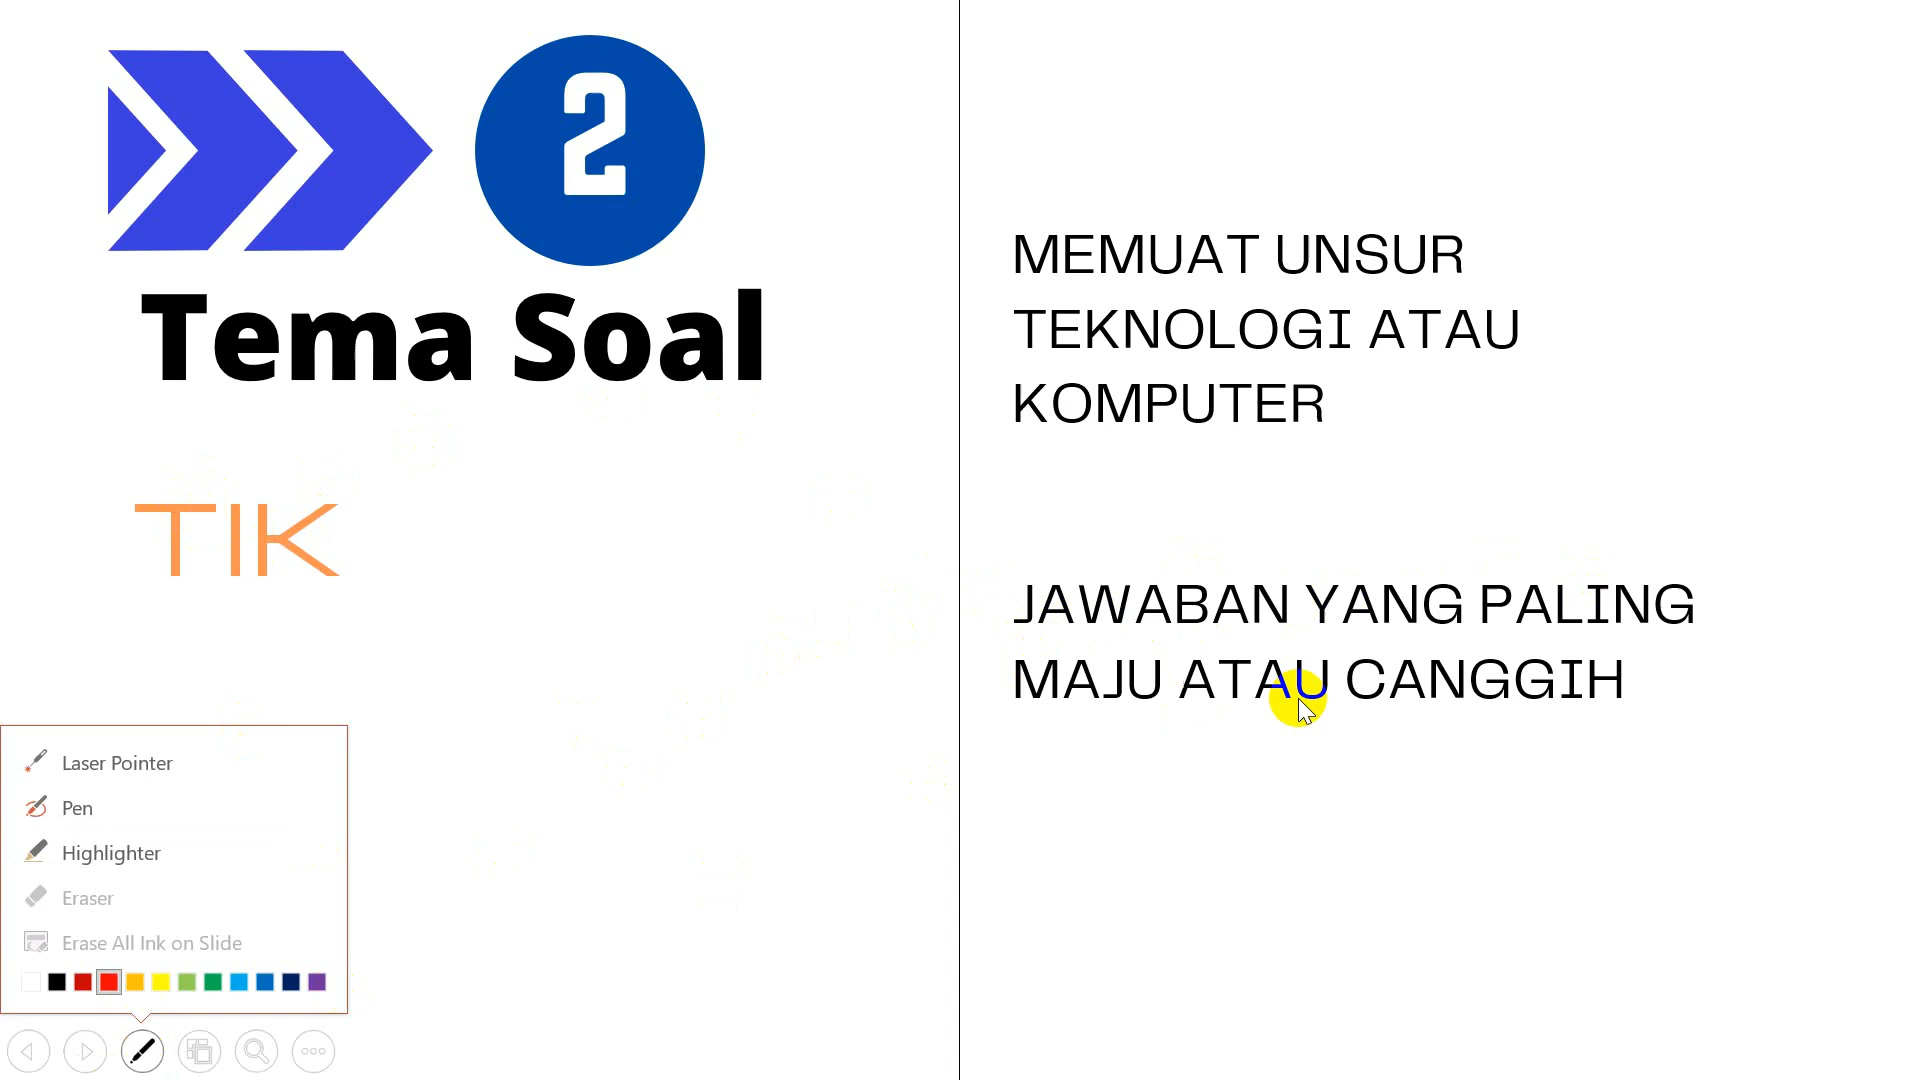 2
Tema Soal
TIK
MEMUAT UNSUR
TEKNOLOGI ATAU
KOMPUTER
JAWABAN YANG PALING
MAJU ATAU CANGGIH
Laser Pointer
Pen
Highlighter
Eraser
Erase All Ink on Slide